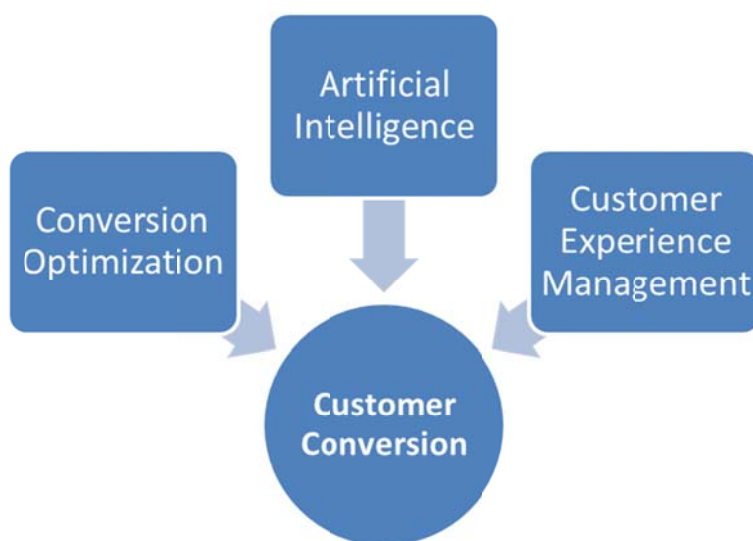 Artificial
Intelligence
Conversion
Optimization
Customer
Experience
Management
Customer
Conversion